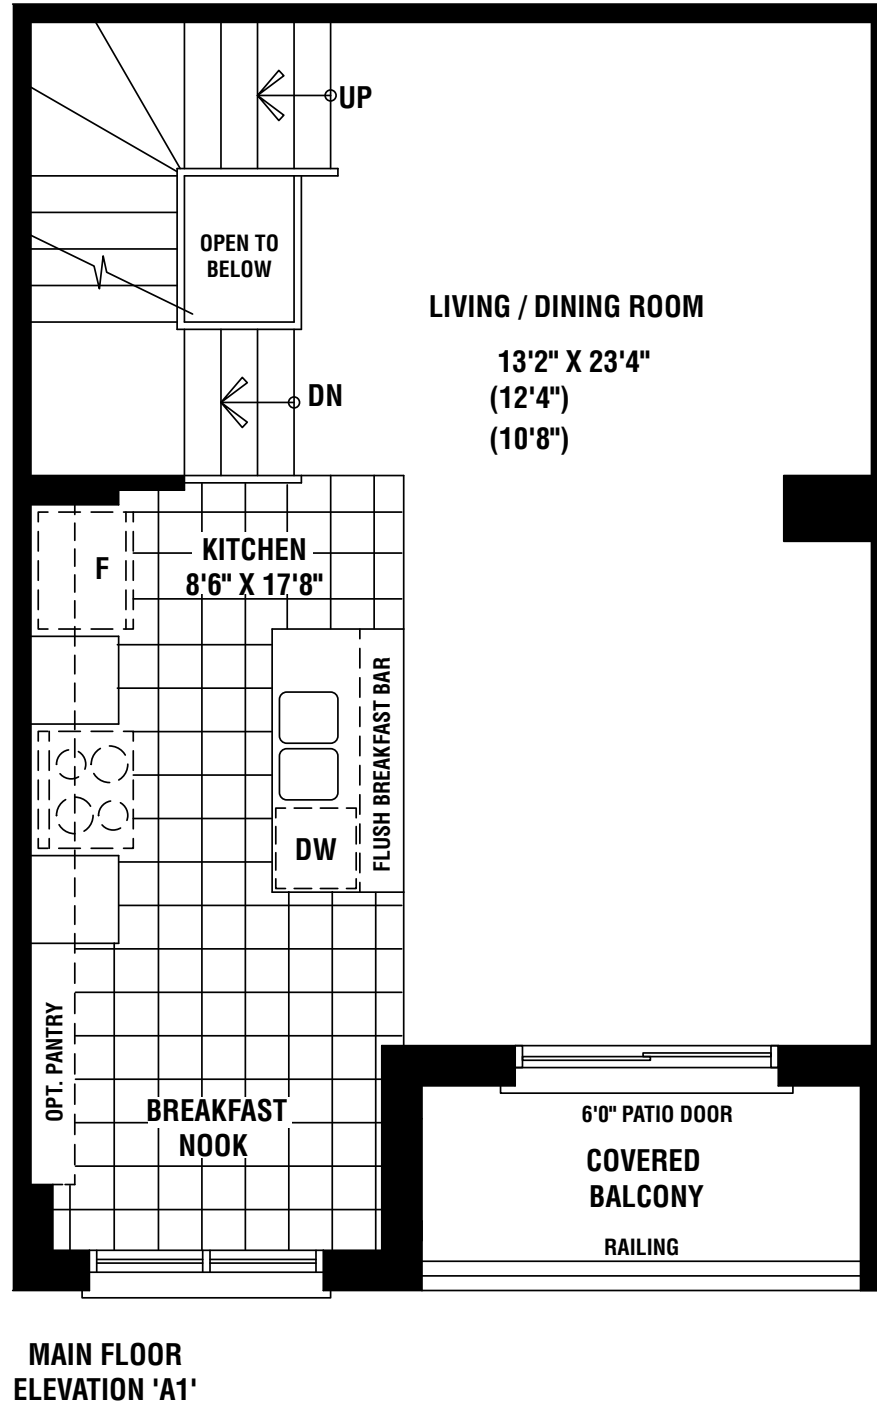 UP
OPEN TO
BELOW
LIVING / DINING ROOM
13'2" X 23'4"
(12'4")
(10'8")
DN
KITCHEN
8'6" X 17'8"
F
FLUSH BREAKFAST BAR
DW
OPT. PANTRY
BREAKFAST
NOOK
6'0" PATIO DOOR
COVERED
BALCONY
RAILING
MAIN FLOOR
ELEVATION 'A1'